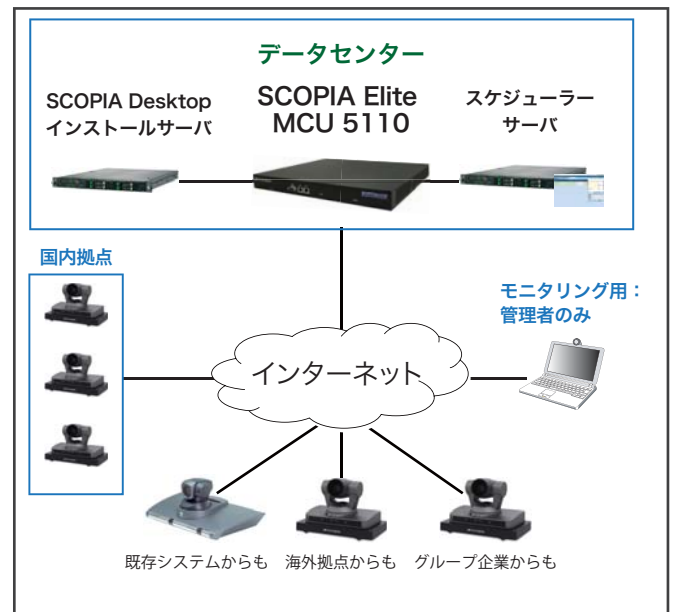 データセンター
SCOPIA Desktop
インストールサーバ
SCOPIA Elite
MCU 5110
スケジューラー
サーバ
国内拠点
モニタリング用：
管理者のみ
インターネット
既存システムからも
海外拠点からも
グループ企業からも